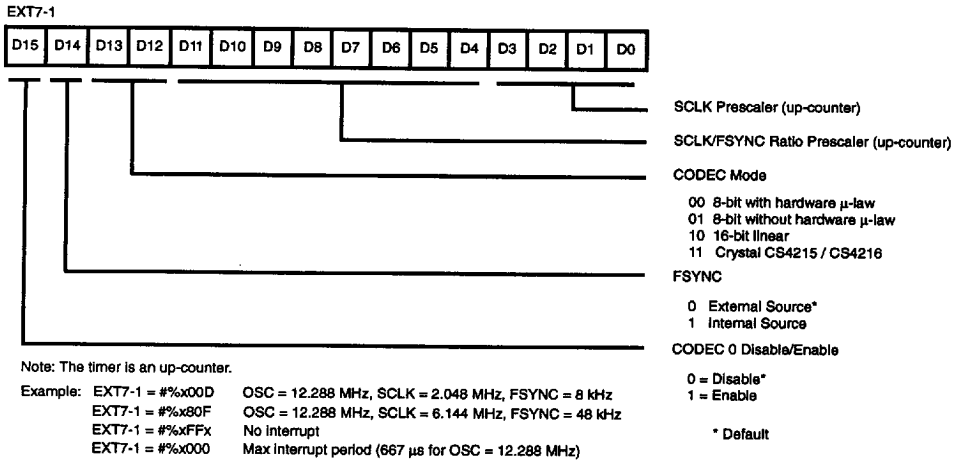 EXT7-1
D15 D14 D13 D12 D11 D10 D9 D8 D7 D6 D5 D4 D3 D2 D1 D0
SCLK Prescaler (up-counter)
SCLK/FSYNC Ratio Prescaler (up-counter)
CODEC Mode
00 8-bit with hardware µ-law
01 8-bit without hardware µ-law
10 16-bit linear
11 Crystal CS4215 / CS4216
FSYNC
0 External Source*
1 Internal Source
CODEC 0 Disable/Enable
0 = Disable*
1 = Enable
* Default
Note: The timer is an up-counter.
Example: EXT7-1 = #%x00D OSC = 12.288 MHz, SCLK = 2.048 MHz, FSYNC = 8 kHz
EXT7-1 = #%x80F OSC = 12.288 MHz, SCLK = 6.144 MHz, FSYNC = 48 kHz
EXT7-1 = #%xFFx No interrupt
EXT7-1 = #%x000 Max interrupt period (667 µs for OSC = 12.288 MHz)